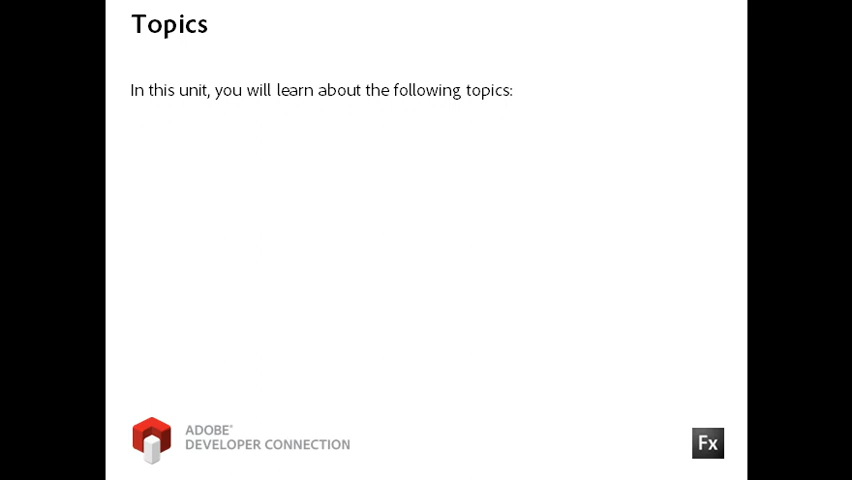 Topics
In this unit, you will learn about the following topics:
ADOBE®
DEVELOPER CONNECTION
Fx